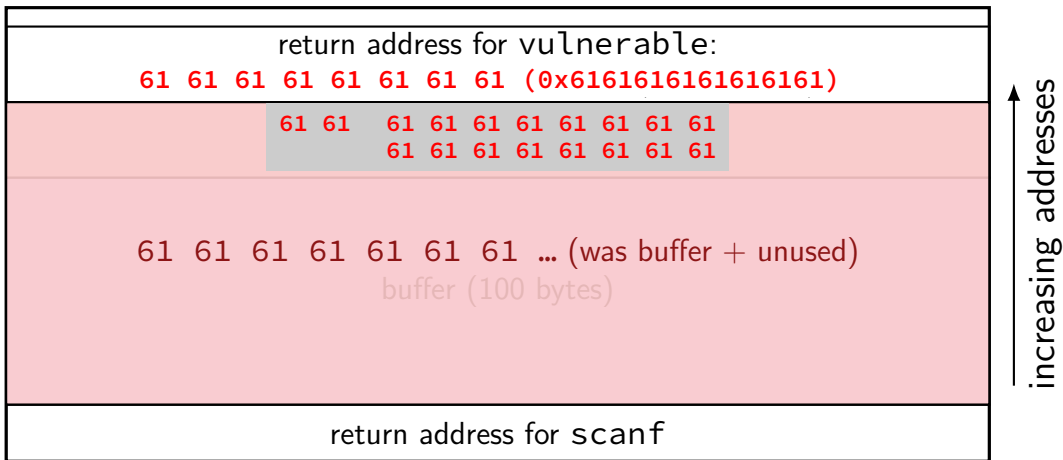 return address for vulnerable:
61 61 61 61 61 61 61 61 (0x6161616161616161)
61 61 61 61 61 61 61 61 61 61
61 61 61 61 61 61 61 61
61 61 61 61 61 61 61 … (was buffer + unused)
buffer (100 bytes)
return address for scanf
increasing addresses